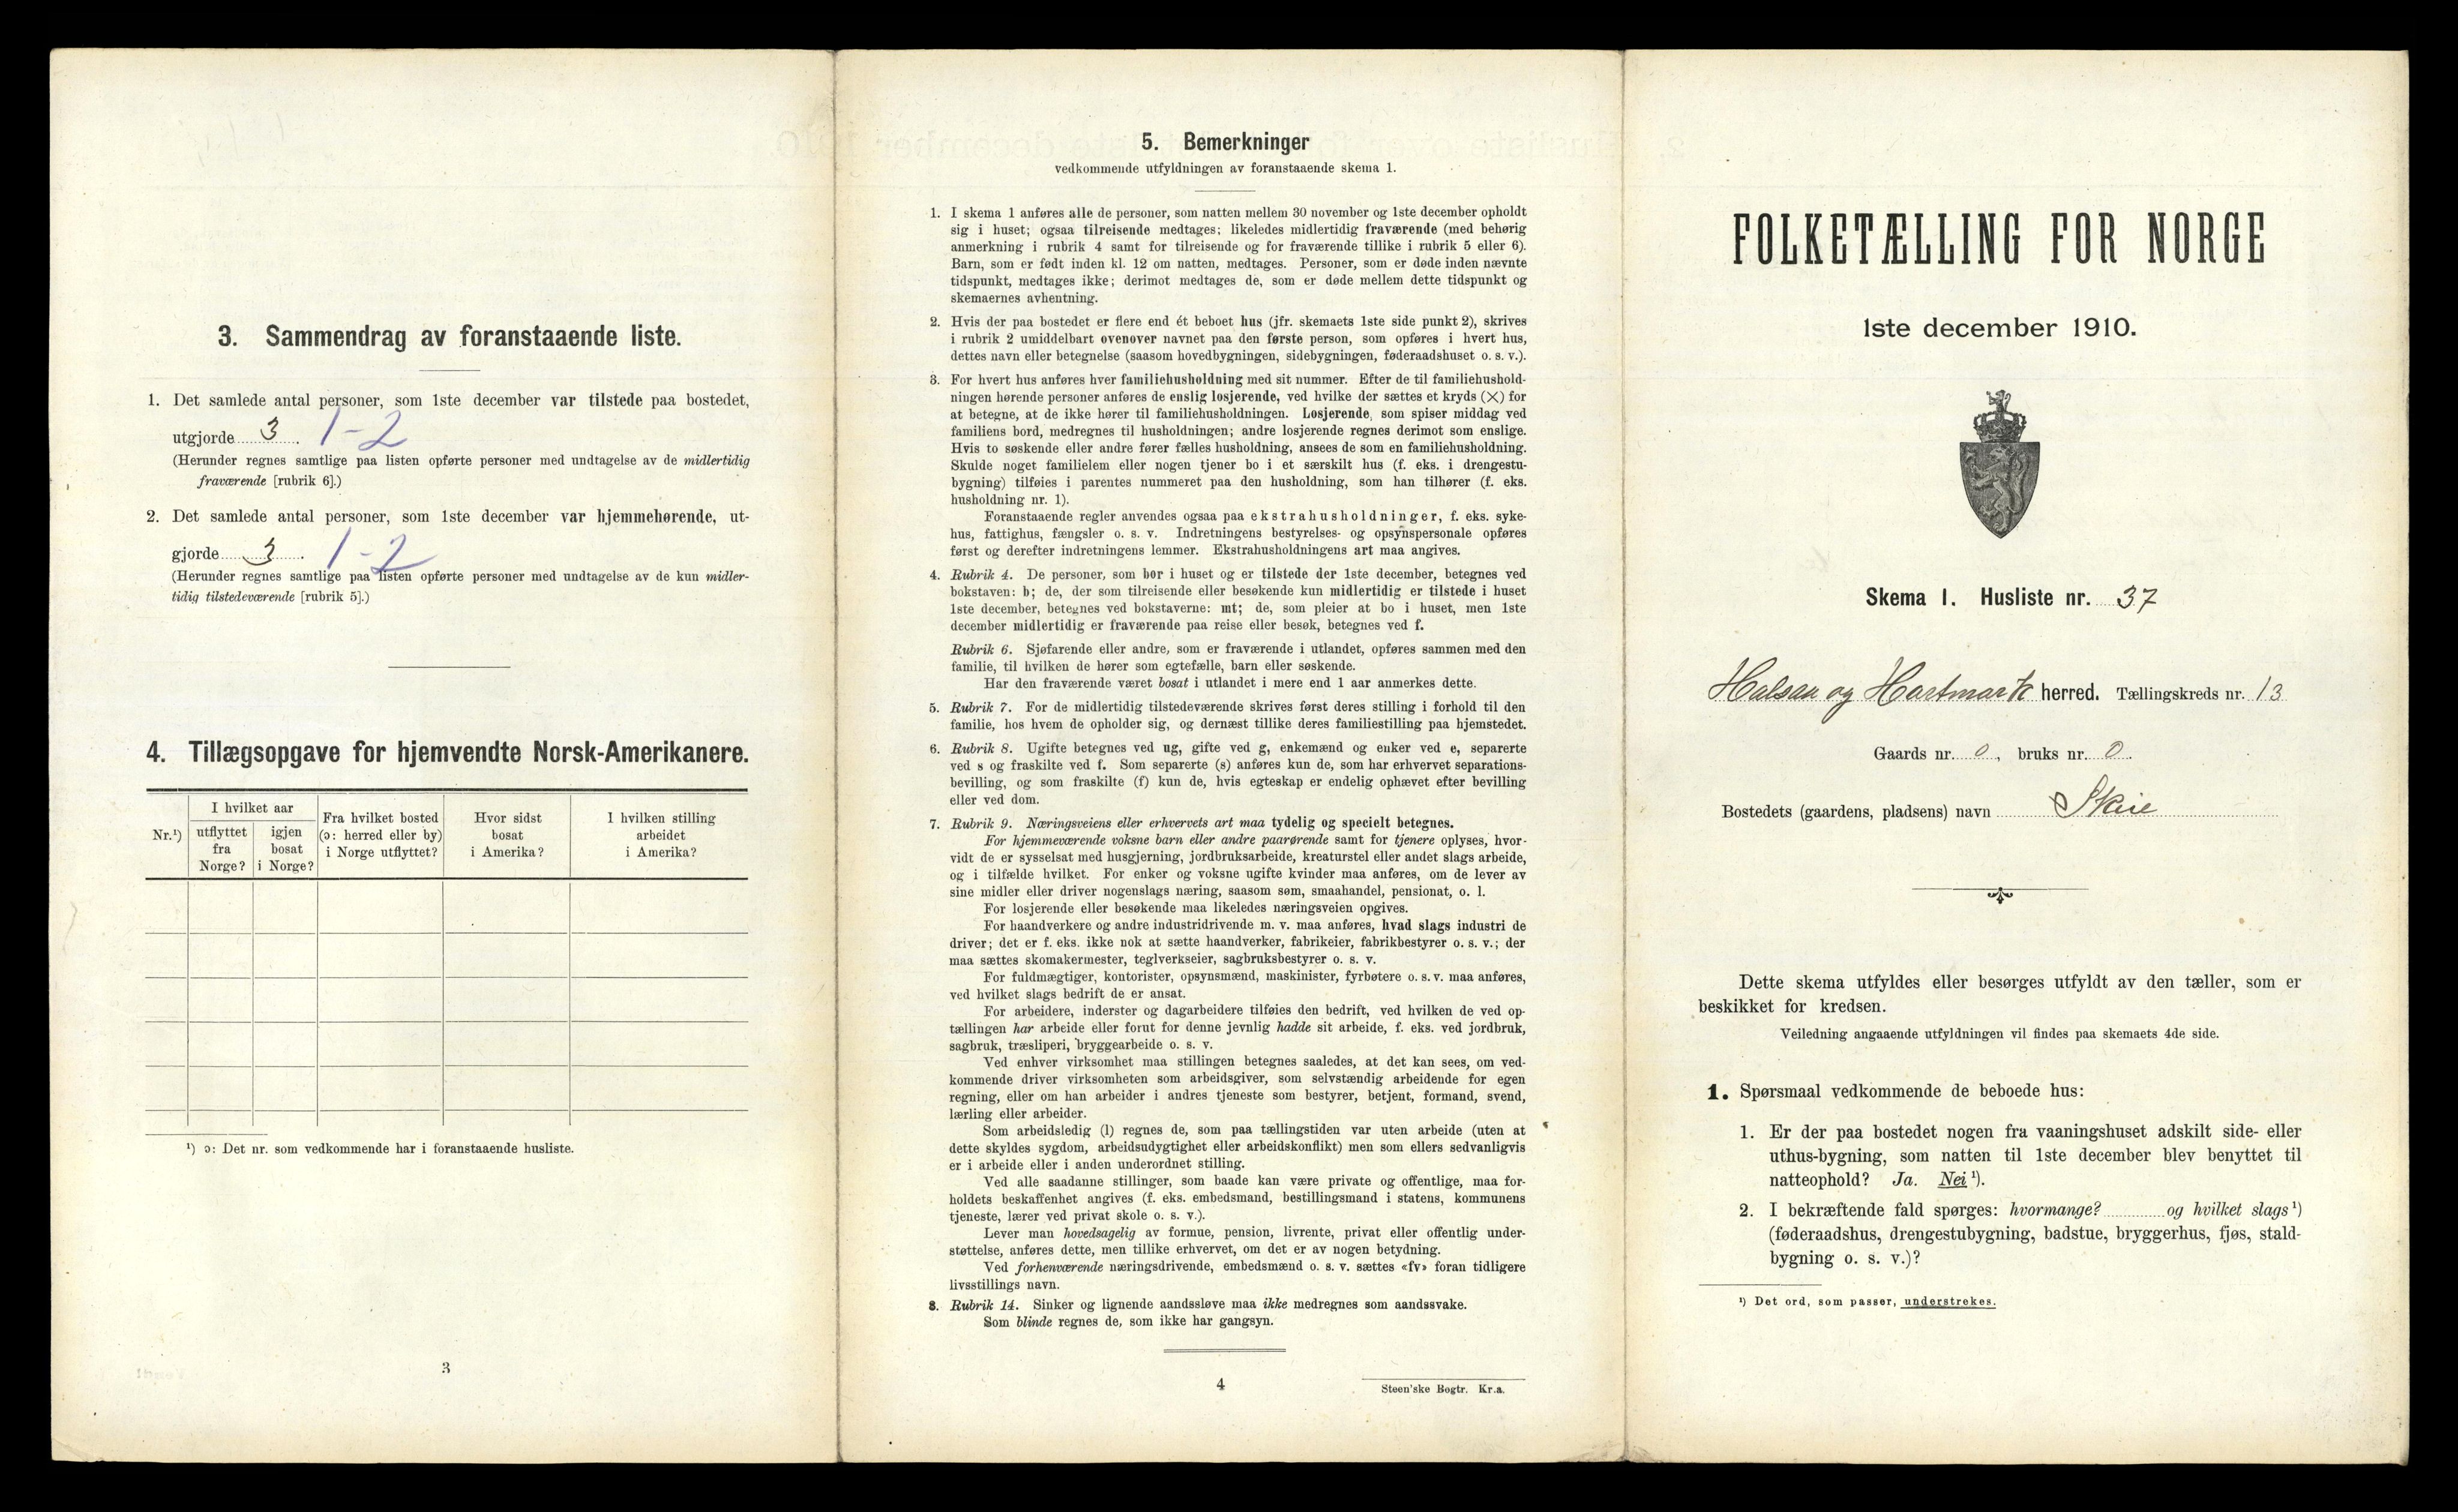 3. Sammendrag av foranstaaende liste.
1. Det samlede antal personer, som 1ste december var tilstede paa bostedet,
utgjorde 3. 1-2
(Herunder regnes samtlige paa listen opførte personer med undtagelse av de midlertidig
fraværende [rubrik 6].)
2. Det samlede antal personer, som 1ste december var hjemmehørende, ut-
gjorde 3. 1-2
(Herunder regnes samtlige paa listen opførte personer med undtagelse av de kun midler-
tidig tilstedeværende [rubrik 5].)
4. Tillægsopgave for hjemvendte Norsk-Amerikanere.
Nr.¹)
I hvilket aar
utflyttet
fra
Norge?
igjen
bosat
i Norge?
Fra hvilket bosted
(ɔ: herred eller by)
i Norge utflyttet?
Hvor sidst
bosat
i Amerika?
I hvilken stilling
arbeidet
i Amerika?
¹) ɔ: Det nr. som vedkommende har i foranstaaende husliste.
3
5. Bemerkninger
vedkommende utfyldningen av foranstaaende skema 1.
1. I skema 1 anføres alle de personer, som natten mellem 30 november og 1ste december opholdt
sig i huset; ogsaa tilreisende medtages; likeledes midlertidig fraværende (med behørig
anmerkning i rubrik 4 samt for tilreisende og for fraværende tillike i rubrik 5 eller 6).
Barn, som er født inden kl. 12 om natten, medtages. Personer, som er døde inden nævnte
tidspunkt, medtages ikke; derimot medtages de, som er døde mellem dette tidspunkt og
skemaernes avhentning.
2. Hvis der paa bostedet er flere end ét beboet hus (jfr. skemaets 1ste side punkt 2), skrives
i rubrik 2 umiddelbart ovenover navnet paa den første person, som opføres i hvert hus,
dettes navn eller betegnelse (saasom hovedbygningen, sidebygningen, føderaadshuset o. s. v.).
3. For hvert hus anføres hver familiehusholdning med sit nummer. Efter de til familiehushold-
ningen hørende personer anføres de enslig losjerende, ved hvilke der sættes et kryds (×) for
at betegne, at de ikke hører til familiehusholdningen. Losjerende, som spiser middag ved
familiens bord, medregnes til husholdningen; andre losjerende regnes derimot som enslige.
Hvis to søskende eller andre fører fælles husholdning, ansees de som en familiehusholdning.
Skulde noget familielem eller nogen tjener bo i et særskilt hus (f. eks. i drengestu-
bygning) tilføies i parentes nummeret paa den husholdning, som han tilhører (f. eks.
husholdning nr. 1).
Foranstaaende regler anvendes ogsaa paa ekstrahusholdninger, f. eks. syke-
hus, fattighus, fængsler o. s. v. Indretningens bestyrelses- og opsynspersonale opføres
først og derefter indretningens lemmer. Ekstrahusholdningens art maa angives.
4. Rubrik 4. De personer, som bor i huset og er tilstede der 1ste december, betegnes ved
bokstaven: b; de, der som tilreisende eller besøkende kun midlertidig er tilstede i huset
1ste december, betegnes ved bokstaverne: mt; de, som pleier at bo i huset, men 1ste
december midlertidig er fraværende paa reise eller besøk, betegnes ved f.
Rubrik 6. Sjøfarende eller andre, som er fraværende i utlandet, opføres sammen med den
familie, til hvilken de hører som egtefælle, barn eller søskende.
Har den fraværende været bosat i utlandet i mere end 1 aar anmerkes dette.
5. Rubrik 7. For de midlertidig tilstedeværende skrives først deres stilling i forhold til den
familie, hos hvem de opholder sig, og dernæst tillike deres familiestilling paa hjemstedet.
6. Rubrik 8. Ugifte betegnes ved ug, gifte ved g, enkemænd og enker ved e, separerte
ved s og fraskilte ved f. Som separerte (s) anføres kun de, som har erhvervet separations-
bevilling, og som fraskilte (f) kun de, hvis egteskap er endelig ophævet efter bevilling
eller ved dom.
7. Rubrik 9. Næringsveiens eller erhvervets art maa tydelig og specielt betegnes.
For hjemmeværende voksne barn eller andre paarørende samt for tjenere oplyses, hvor-
vidt de er sysselsat med husgjerning, jordbruksarbeide, kreaturstel eller andet slags arbeide,
og i tilfælde hvilket. For enker og voksne ugifte kvinder maa anføres, om de lever av
sine midler eller driver nogenslags næring, saasom søm, smaahandel, pensionat, o. l.
For losjerende eller besøkende maa likeledes næringsveien opgives.
For haandverkere og andre industridrivende m. v. maa anføres, hvad slags industri de
driver; det er f. eks. ikke nok at sætte haandverker, fabrikeier, fabrikbestyrer o. s. v.; der
maa sættes skomakermester, teglverkseier, sagbruksbestyrer o. s. v.
For fuldmægtiger, kontorister, opsynsmænd, maskinister, fyrbøtere o. s. v. maa anføres,
ved hvilket slags bedrift de er ansat.
For arbeidere, inderster og dagarbeidere tilføies den bedrift, ved hvilken de ved op-
tællingen har arbeide eller forut for denne jevnlig hadde sit arbeide, f. eks. ved jordbruk,
sagbruk, træsliperi, bryggearbeide o. s. v.
Ved enhver virksomhet maa stillingen betegnes saaledes, at det kan sees, om ved-
kommende driver virksomheten som arbeidsgiver, som selvstændig arbeidende for egen
regning, eller om han arbeider i andres tjeneste som bestyrer, betjent, formand, svend,
lærling eller arbeider.
Som arbeidsledig (l) regnes de, som paa tællingstiden var uten arbeide (uten at
dette skyldes sygdom, arbeidsudygtighet eller arbeidskonflikt) men som ellers sedvanligvis
er i arbeide eller i anden underordnet stilling.
Ved alle saadanne stillinger, som baade kan være private og offentlige, maa for-
holdets beskaffenhet angives (f. eks. embedsmand, bestillingsmand i statens, kommunens
tjeneste, lærer ved privat skole o. s. v.).
Lever man hovedsagelig av formue, pension, livrente, privat eller offentlig under-
støttelse, anføres dette, men tillike erhvervet, om det er av nogen betydning.
Ved forhenværende næringsdrivende, embedsmænd o. s. v. sættes «fv» foran tidligere
livsstillings navn.
8. Rubrik 14. Sinker og lignende aandssløve maa ikke medregnes som aandssvake.
Som blinde regnes de, som ikke har gangsyn.
4
Steen'ske Bogtr. Kr.a.
FOLKETÆLLING FOR NORGE
1ste december 1910.
Skema 1. Husliste nr. 37
Halsaa og Hartmark herred. Tællingskreds nr. 13
Gaards nr. 0, bruks nr. 0.
Bostedets (gaardens, pladsens) navn Skeie
Dette skema utfyldes eller besørges utfyldt av den tæller, som er
beskikket for kredsen.
Veiledning angaaende utfyldningen vil findes paa skemaets 4de side.
1. Spørsmaal vedkommende de beboede hus:
1. Er der paa bostedet nogen fra vaaningshuset adskilt side- eller
uthus-bygning, som natten til 1ste december blev benyttet til
natteophold? Ja. Nei ¹).
2. I bekræftende fald spørges: hvormange? og hvilket slags ¹)
(føderaadshus, drengestubygning, badstue, bryggerhus, fjøs, stald-
bygning o. s. v.)?
¹) Det ord, som passer, understrekes.